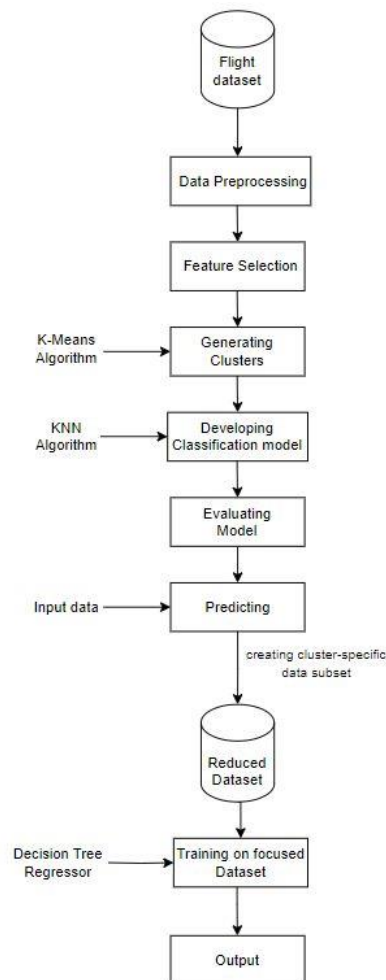 Flight
dataset
Data Preprocessing
Feature Selection
K-Means
Algorithm
Generating
Clusters
KNN
Algorithm
Developing
Classification model
Evaluating
Model
Input data
Predicting
creating cluster-specific
data subset
Reduced
Dataset
Decision Tree
Regressor
Training on focused
Dataset
Output